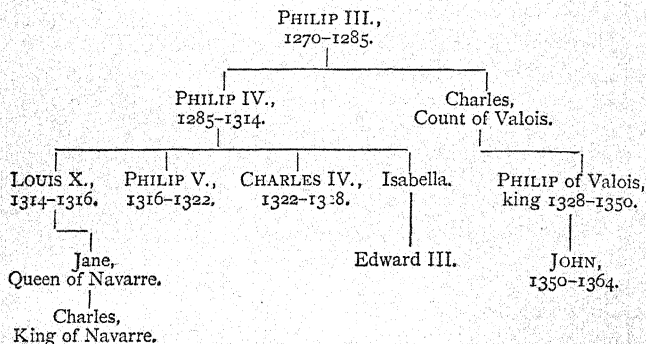 PHILIP III.,
1270-1285.
PHILIP IV., Charles,
1285-1314. Count of Valois.
LOUIS X., PHILIP V., CHARLES IV., Isabella. PHILIP of Valois,
1314-1316. 1316-1322. 1322-1328. king 1328-1350.
Jane, Edward III. JOHN,
Queen of Navarre. 1350-1364.
Charles,
King of Navarre.